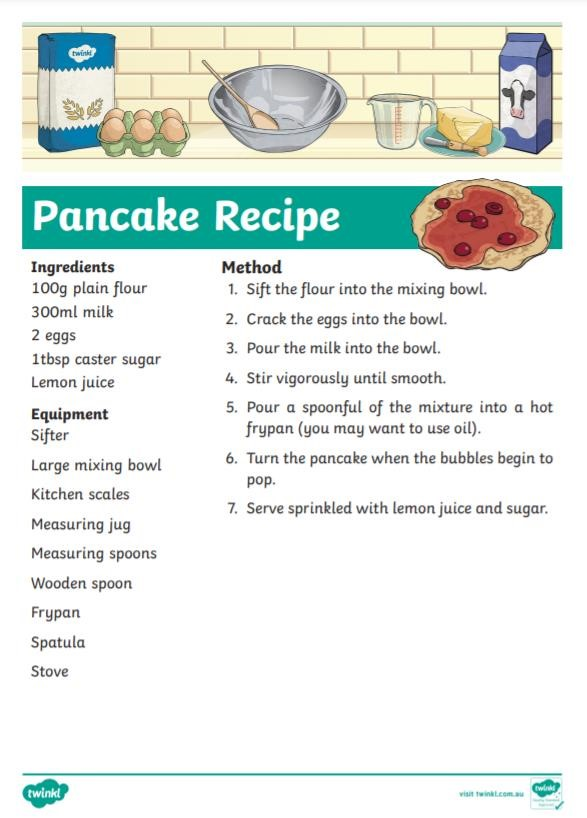 twinkl
Pancake Recipe
Ingredients
100g plain flour
300ml milk
2 eggs
1tbsp caster sugar
Lemon juice
Equipment
Sifter
Large mixing bowl
Kitchen scales
Measuring jug
Measuring spoons
Wooden spoon
Frypan
Spatula
Stove
Method
1. Sift the flour into the mixing bowl.
2. Crack the eggs into the bowl.
3. Pour the milk into the bowl.
4. Stir vigorously until smooth.
5. Pour a spoonful of the mixture into a hot
frypan (you may want to use oil).
6. Turn the pancake when the bubbles begin to
pop.
7. Serve sprinkled with lemon juice and sugar.
twinkl
visit twinkl.com.au
twinkl